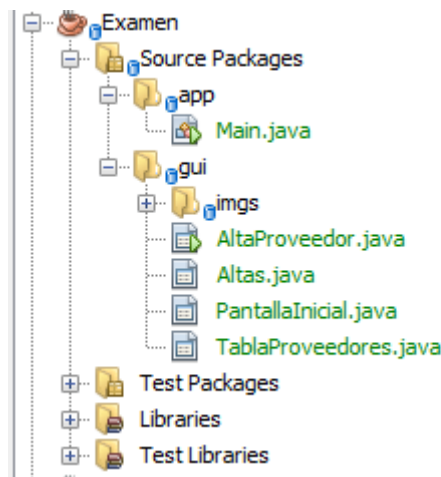 Examen
Source Packages
app
Main.java
gui
imgs
AltaProveedor.java
Altas.java
PantallaInicial.java
TablaProveedores.java
Test Packages
Libraries
Test Libraries